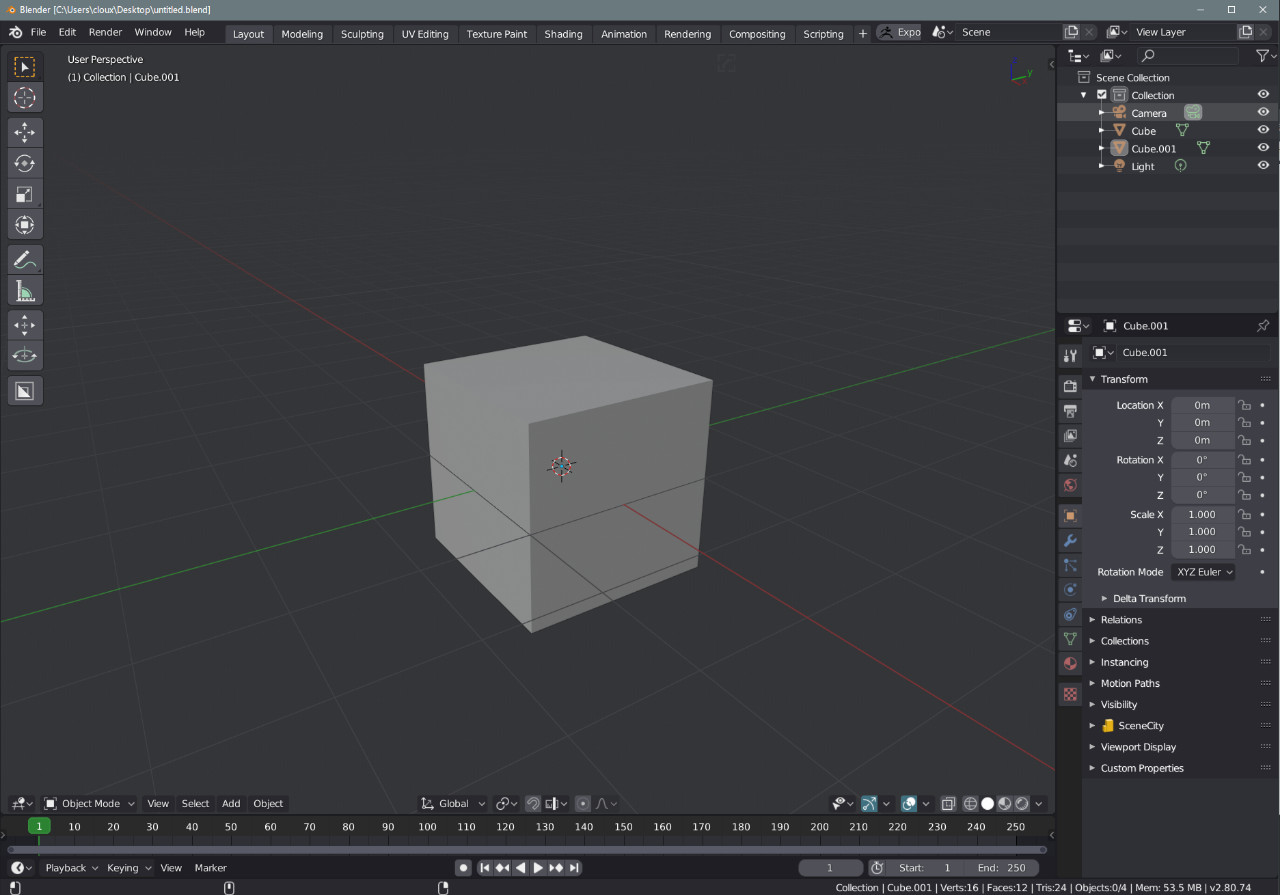 Blender [C:\Users\cloux\Desktop\untitled.blend]
File Edit Render Window Help Layout Modeling Sculpting UV Editing Texture Paint Shading Animation Rendering Compositing Scripting + Expo Scene View Layer
User Perspective
(1) Collection | Cube.001
Y
Scene Collection
Collection
Camera
Cube
Cube.001
Light
Cube.001
Cube.001
Transform
Location X 0m
Y 0m
Z 0m
Rotation X 0°
Y 0°
Z 0°
Scale X 1.000
Y 1.000
Z 1.000
Rotation Mode XYZ Euler
Delta Transform
Relations
Collections
Instancing
Motion Paths
Visibility
SceneCity
Viewport Display
Custom Properties
Object Mode View Select Add Object Global
1 10 20 30 40 50 60 70 80 90 100 110 120 130 140 150 160 170 180 190 200 210 220 230 240 250
Playback Keying View Marker 1 Start: 1 End: 250
Collection | Cube.001 | Verts:16 | Faces:12 | Tris:24 | Objects:0/4 | Mem: 53.5 MB | v2.80.74